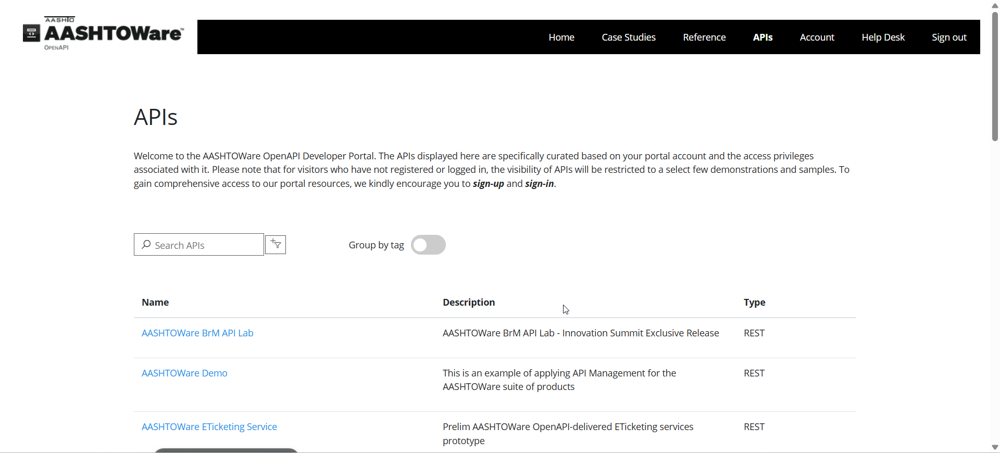 AASHTO
AASHTOWare™
OpenAPI
Home Case Studies Reference APIs Account Help Desk Sign out
APIs
Welcome to the AASHTOWare OpenAPI Developer Portal. The APIs displayed here are specifically curated based on your portal account and the access privileges
associated with it. Please note that for visitors who have not registered or logged in, the visibility of APIs will be restricted to a select few demonstrations and samples. To
gain comprehensive access to our portal resources, we kindly encourage you to sign-up and sign-in.
Search APIs Group by tag
Name Description Type
AASHTOWare BrM API Lab AASHTOWare BrM API Lab - Innovation Summit Exclusive Release REST
AASHTOWare Demo This is an example of applying API Management for the REST
AASHTOWare suite of products
AASHTOWare ETicketing Service Prelim AASHTOWare OpenAPI-delivered ETicketing services REST
prototype